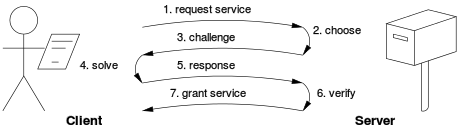 1. request service
2. choose
3. challenge
4. solve
5. response
6. verify
7. grant service
Client
Server